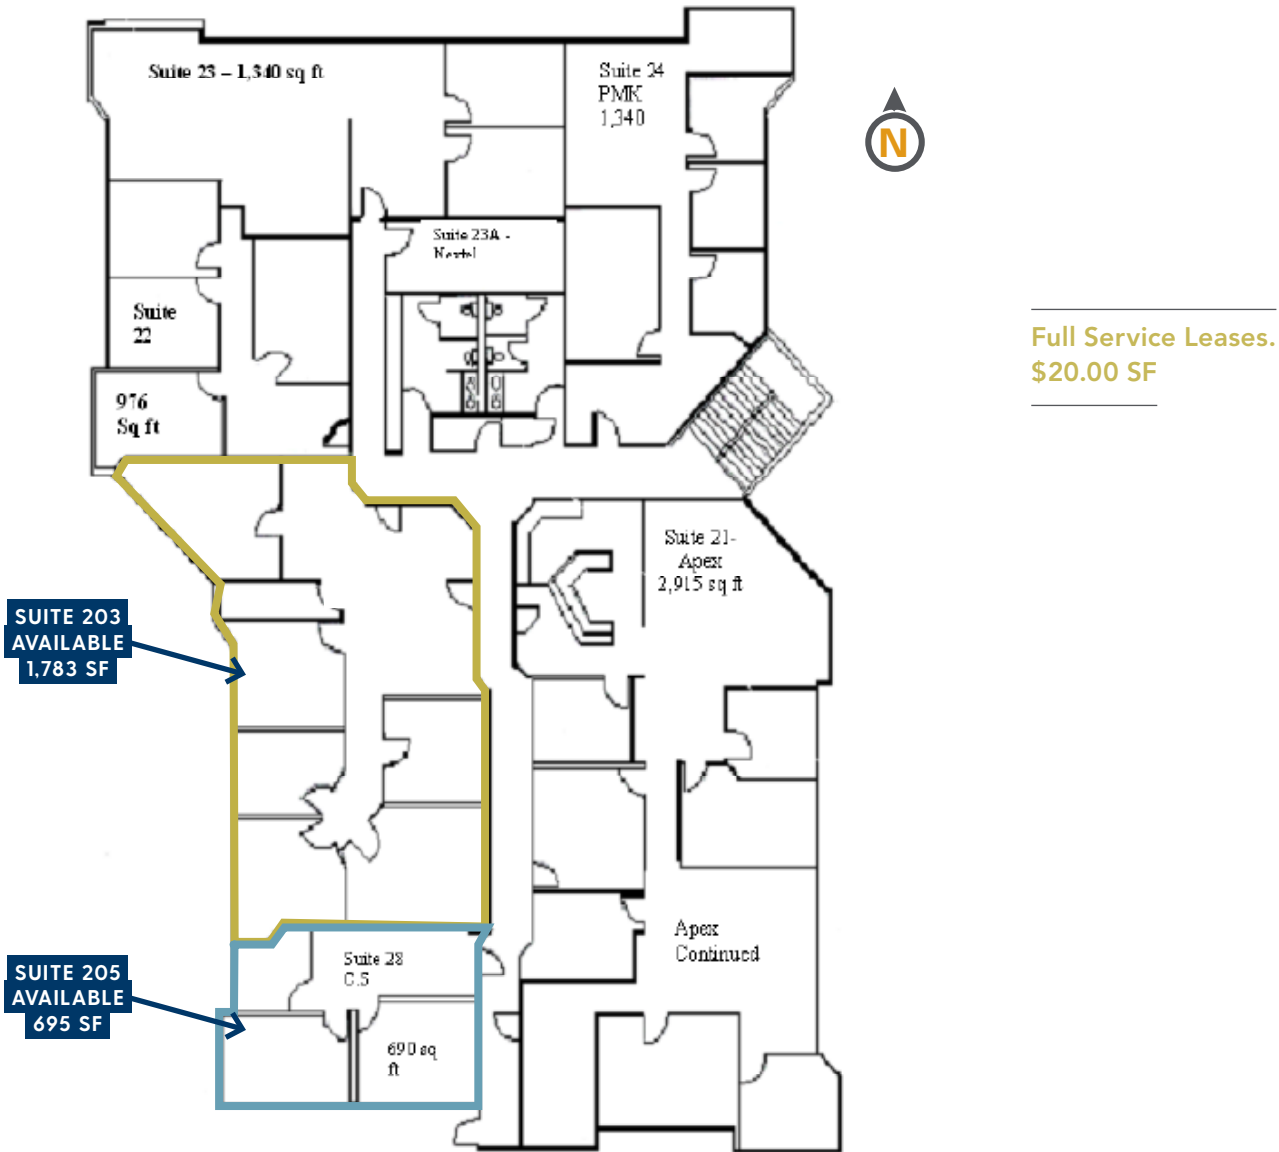 Suite 23 – 1,340 sq ft
Suite 24
PMK
1,340
N
Suite 23A -
Nextel
Suite
22
Full Service Leases.
$20.00 SF
976
Sq ft
Suite 21-
Apex
2,915 sq ft
SUITE 203
AVAILABLE
1,783 SF
Apex
Continued
Suite 28
C.5
SUITE 205
AVAILABLE
695 SF
690 sq
ft